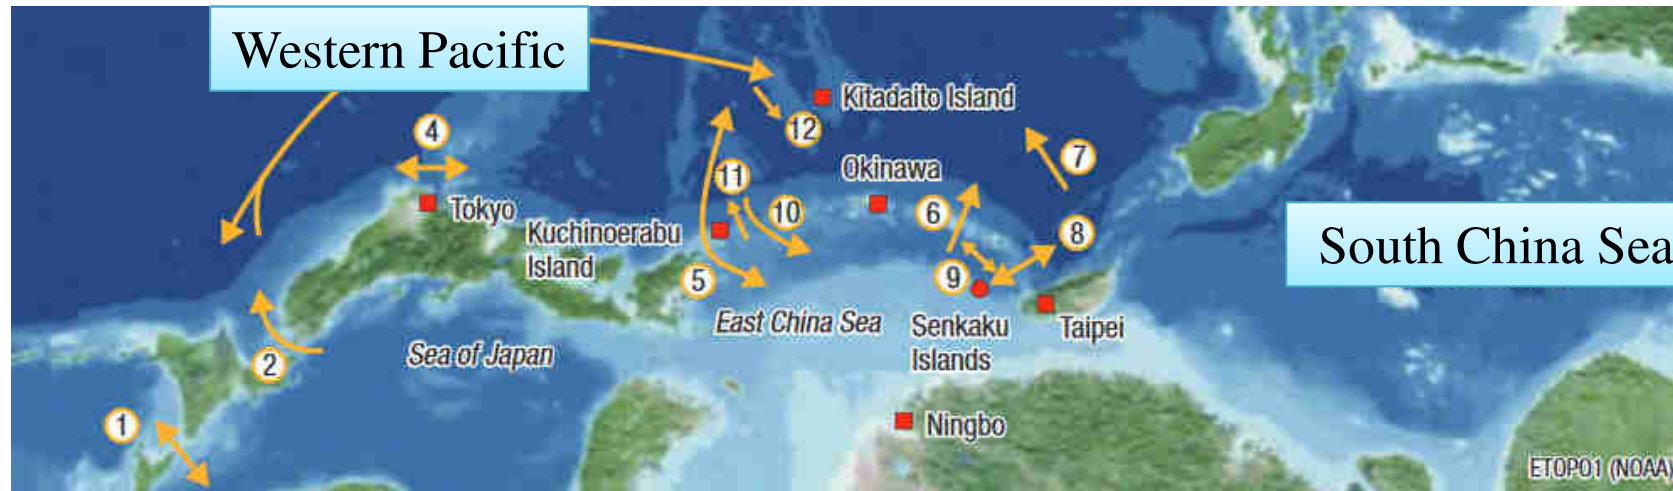 Western Pacific
Kitadaito Island
4
12
7
Okinawa
11
Tokyo
Kuchinoerabu
Island
10
6
8
5
9
East China Sea
Senkaku
Islands
Taipei
2
Sea of Japan
1
Ningbo
South China Sea
ETOPO1 (NOAA)